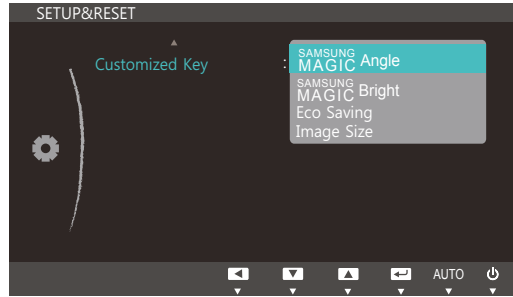 SETUP&RESET
Customized Key : SAMSUNG MAGIC Angle
SAMSUNG MAGIC Bright
Eco Saving
Image Size
AUTO